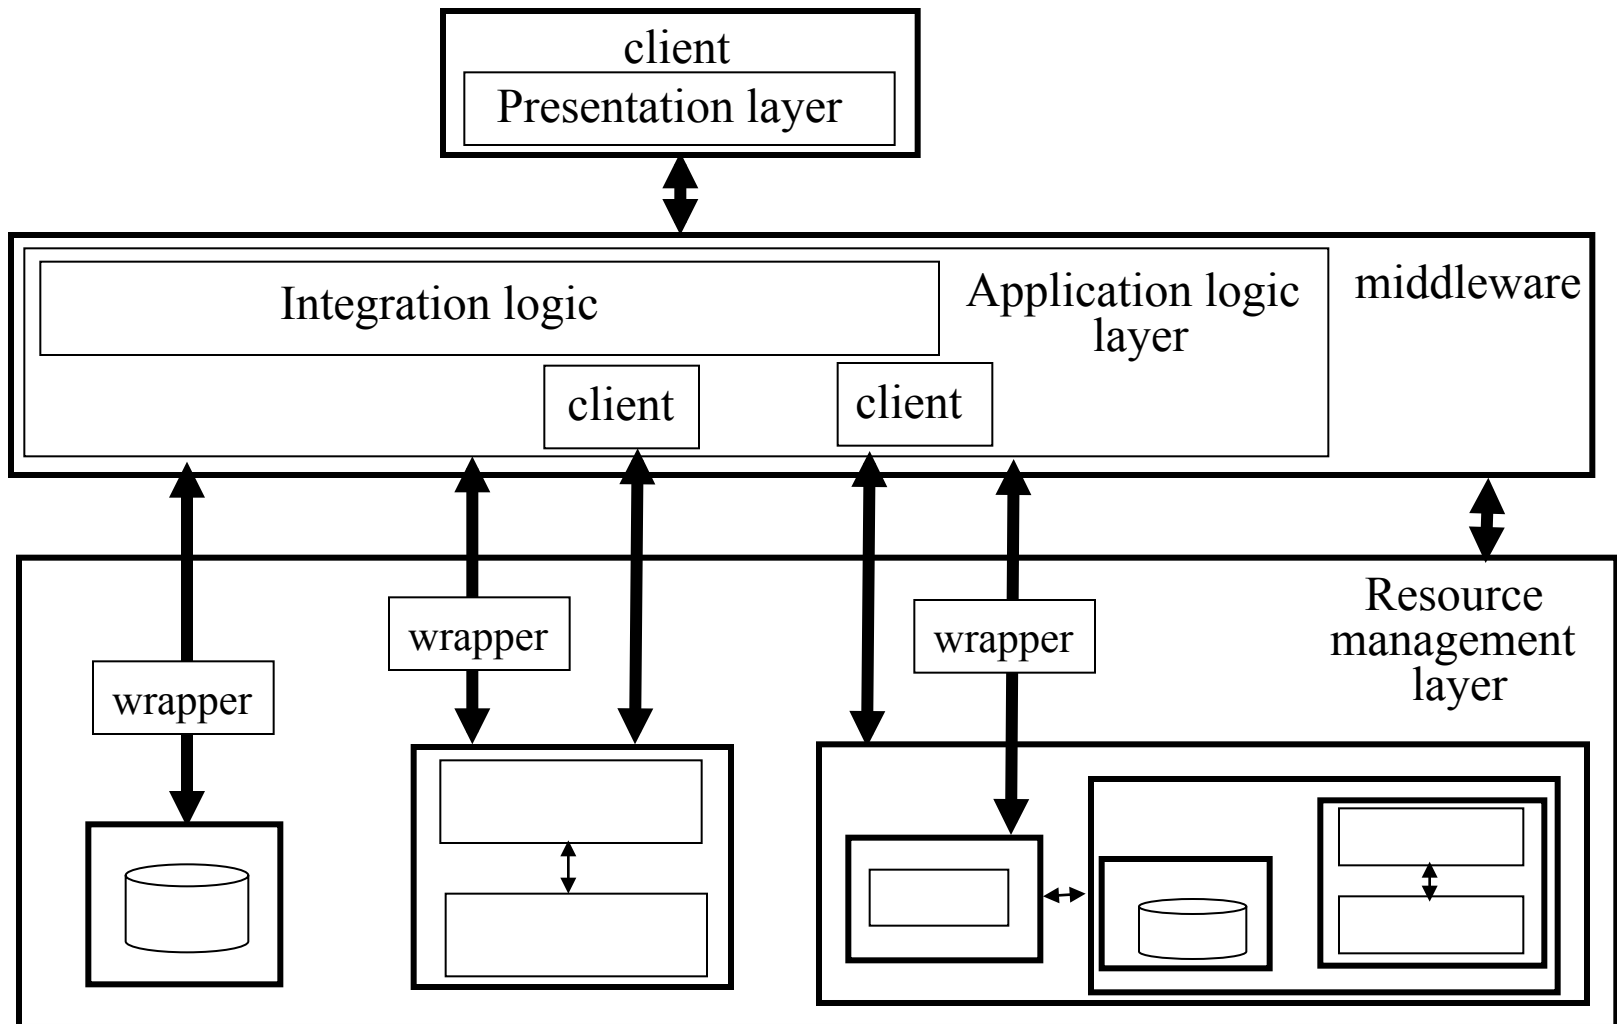 client
Presentation layer
Integration logic
Application logic
layer
middleware
client
client
Resource
management
layer
wrapper
wrapper
wrapper